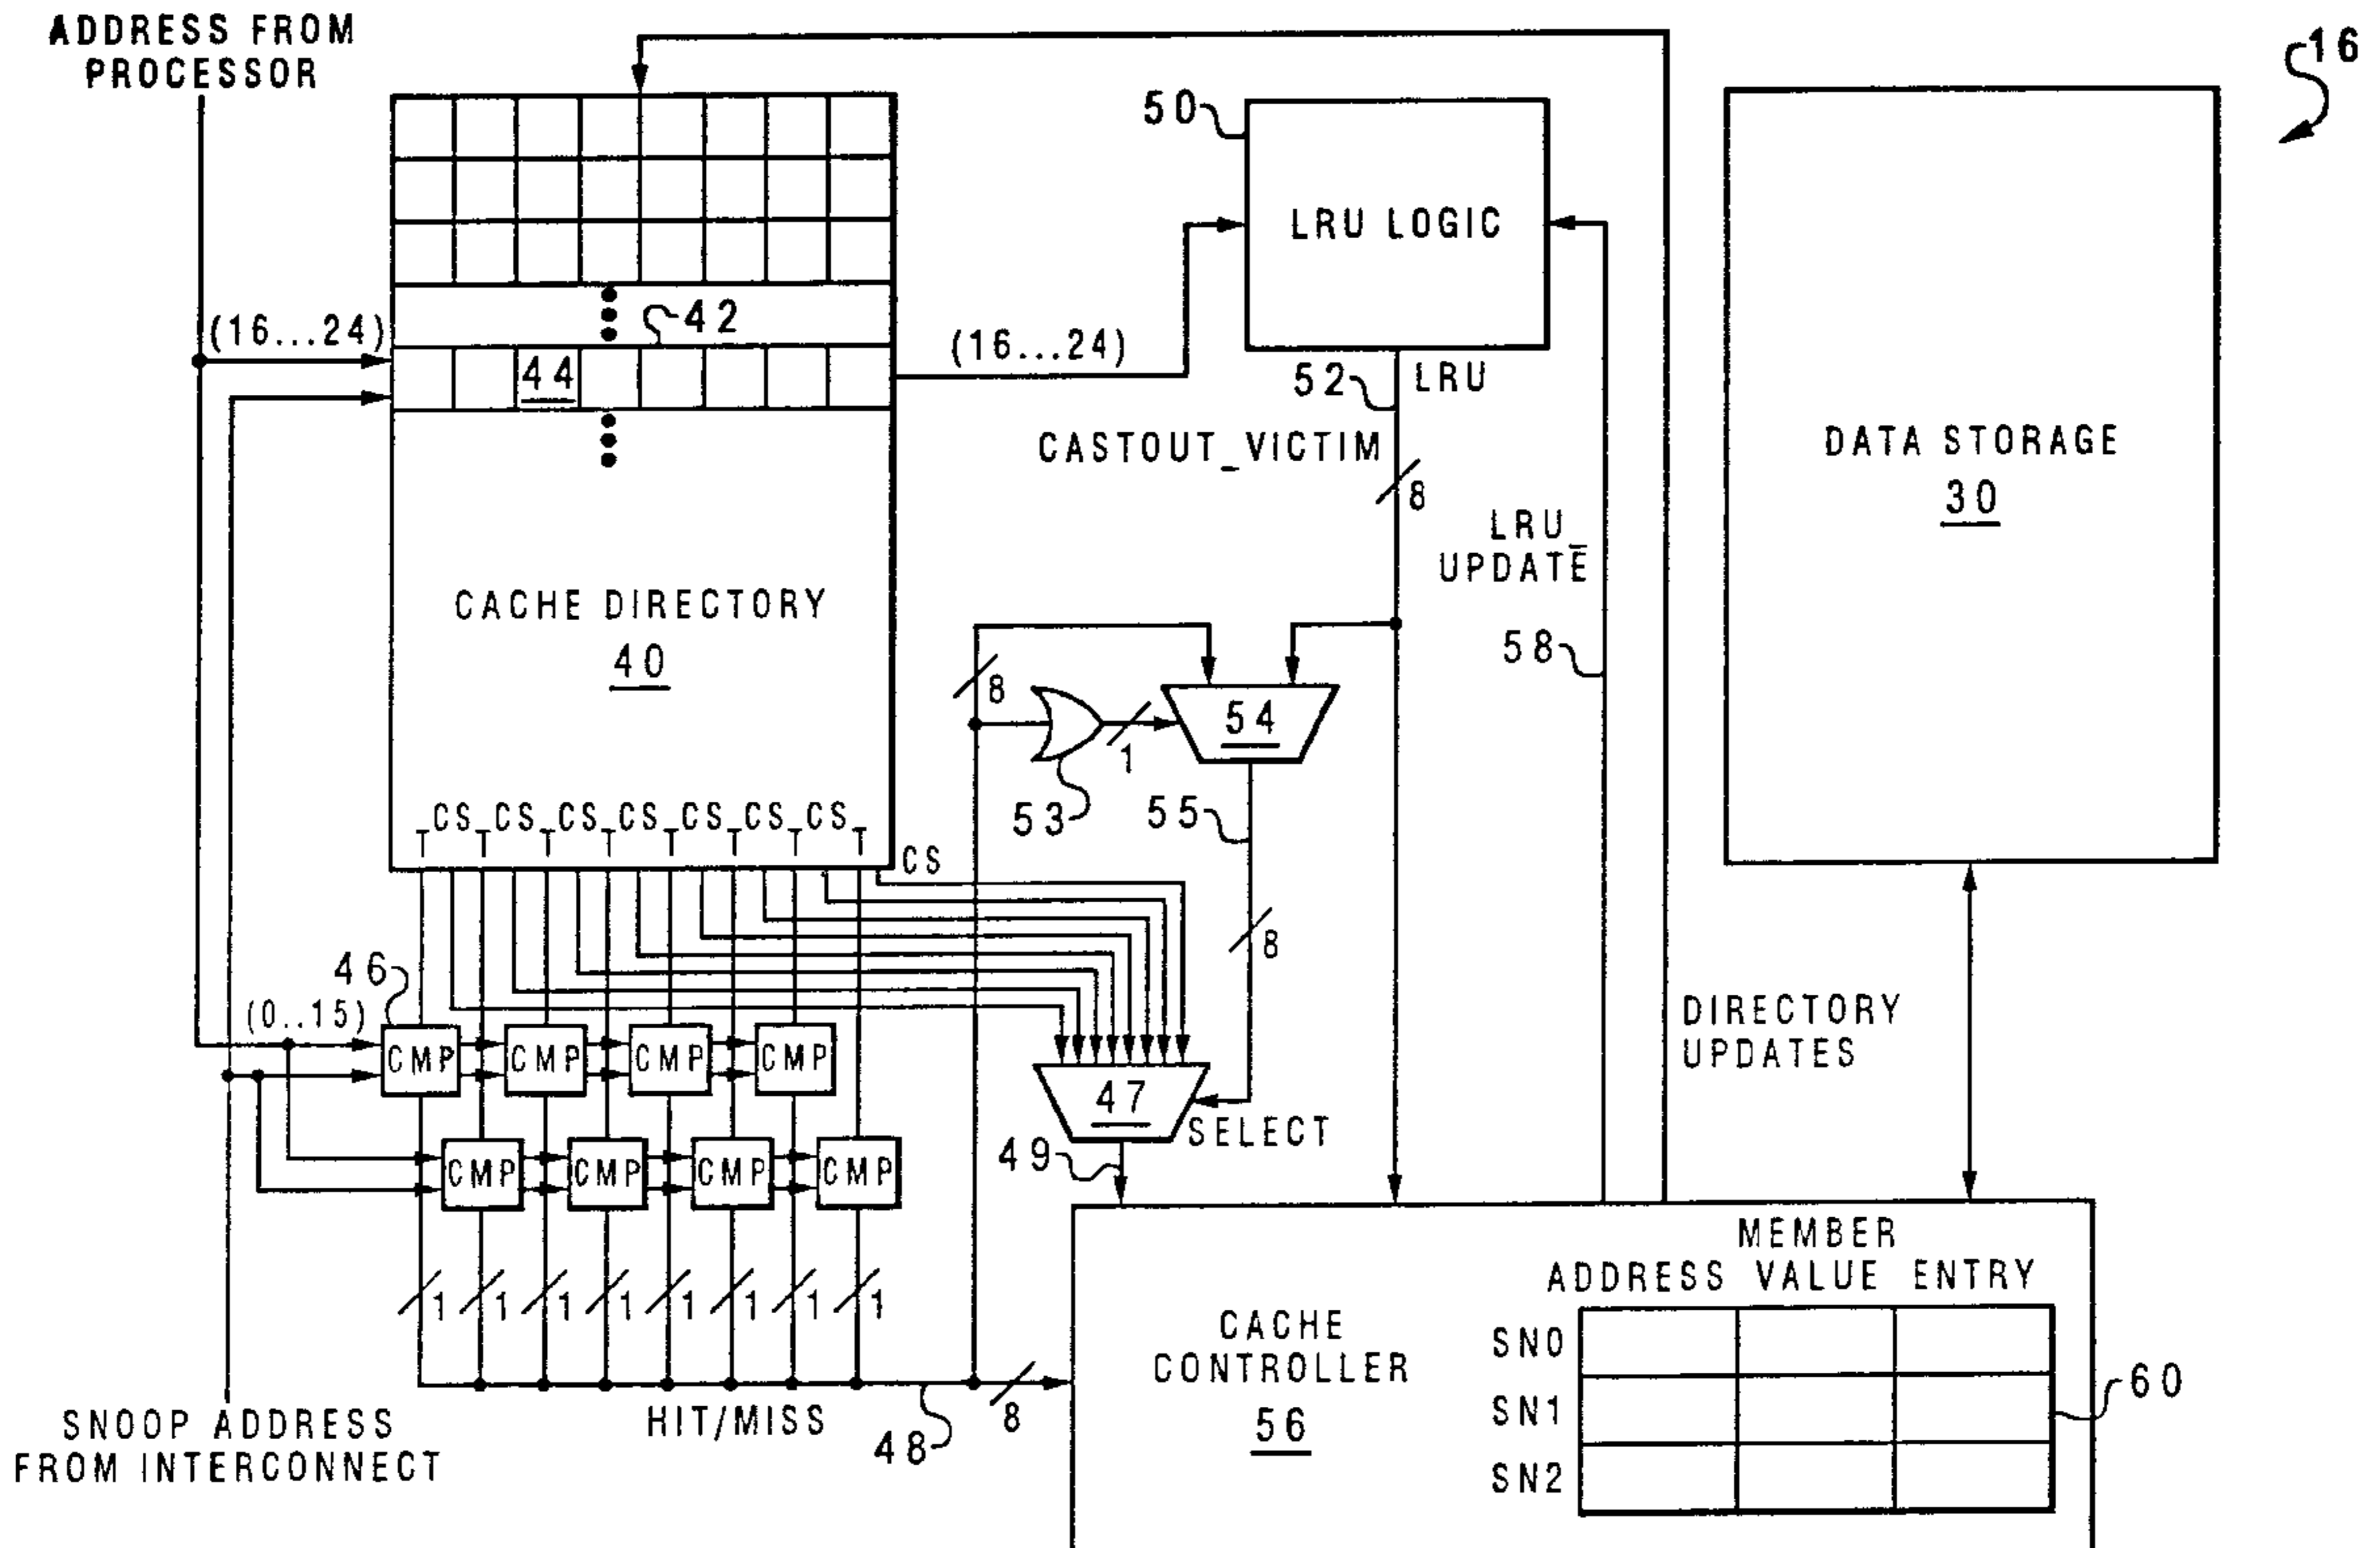 ADDRESS FROM
PROCESSOR
16
50
LRU LOGIC
(16...24)
42
44
(16...24)
52
LRU
CASTOUT_VICTIM
8
DATA STORAGE
30
LRU_
UPDATE
CACHE DIRECTORY
40
58
8
54
1
53
55
T CS T CS T CS T CS T CS T CS T CS T CS
8
46
(0..15)
DIRECTORY
UPDATES
CMP CMP CMP CMP
47
SELECT
49
CMP CMP CMP CMP
MEMBER
ADDRESS VALUE ENTRY
1 1 1 1 1 1 1 1
CACHE
CONTROLLER
56
SN0
SN1
SN2
60
HIT/MISS
48
8
SNOOP ADDRESS
FROM INTERCONNECT